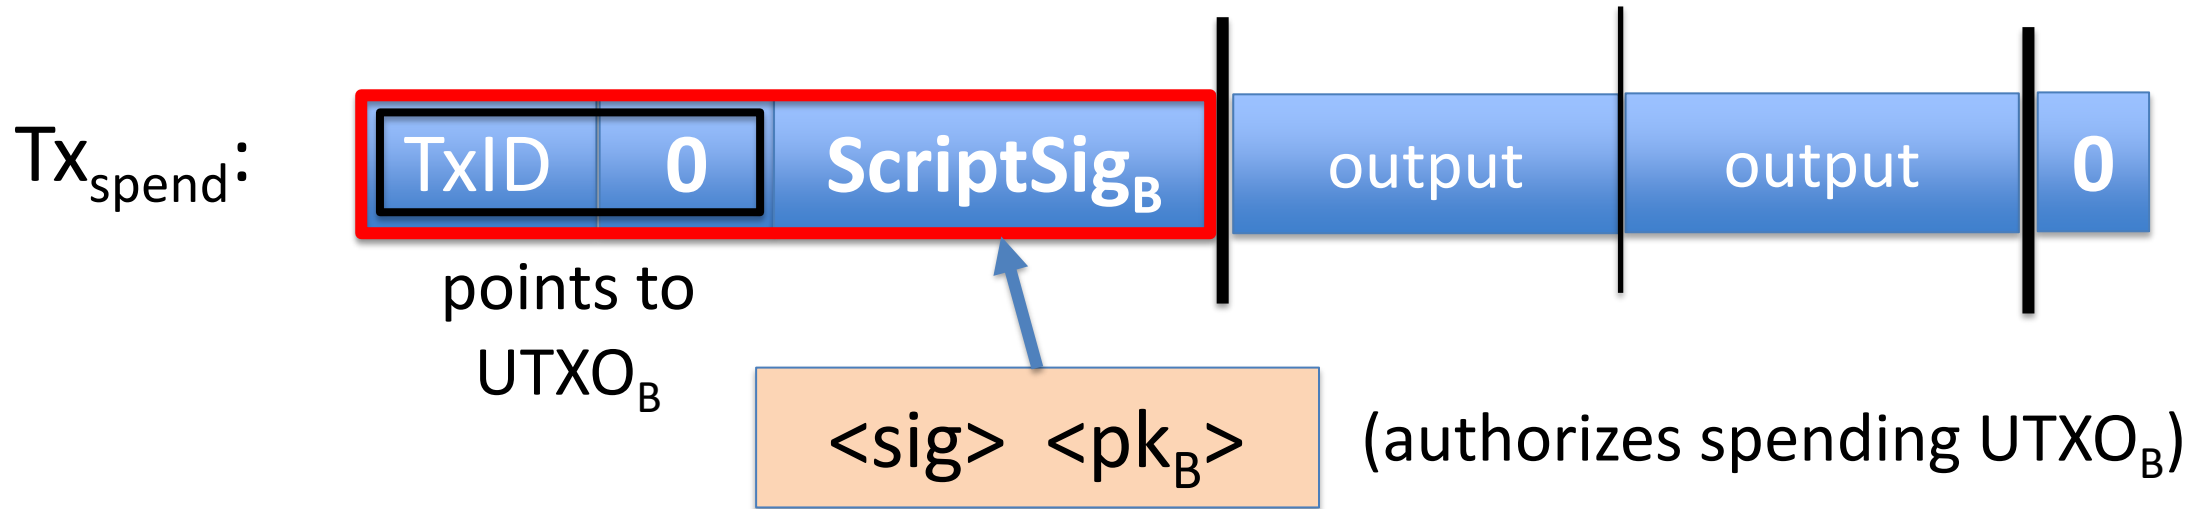 Txspend: TxID 0 ScriptSigB output output 0
points to
UTXOB
<sig> <pkB> (authorizes spending UTXOB)